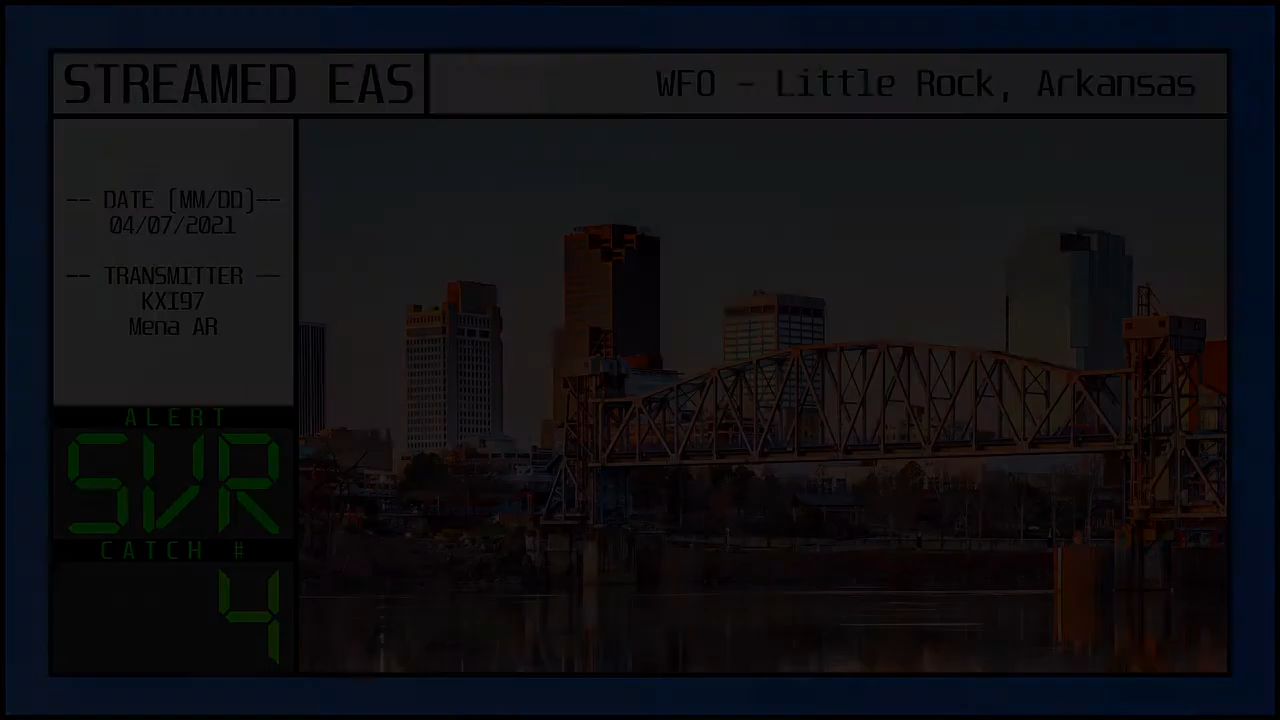 STREAMED EAS
WFO - Little Rock, Arkansas
-- DATE (MM/DD)--
04/07/2021
-- TRANSMITTER --
KXI97
Mena AR
ALERT
SVR
CATCH #
4